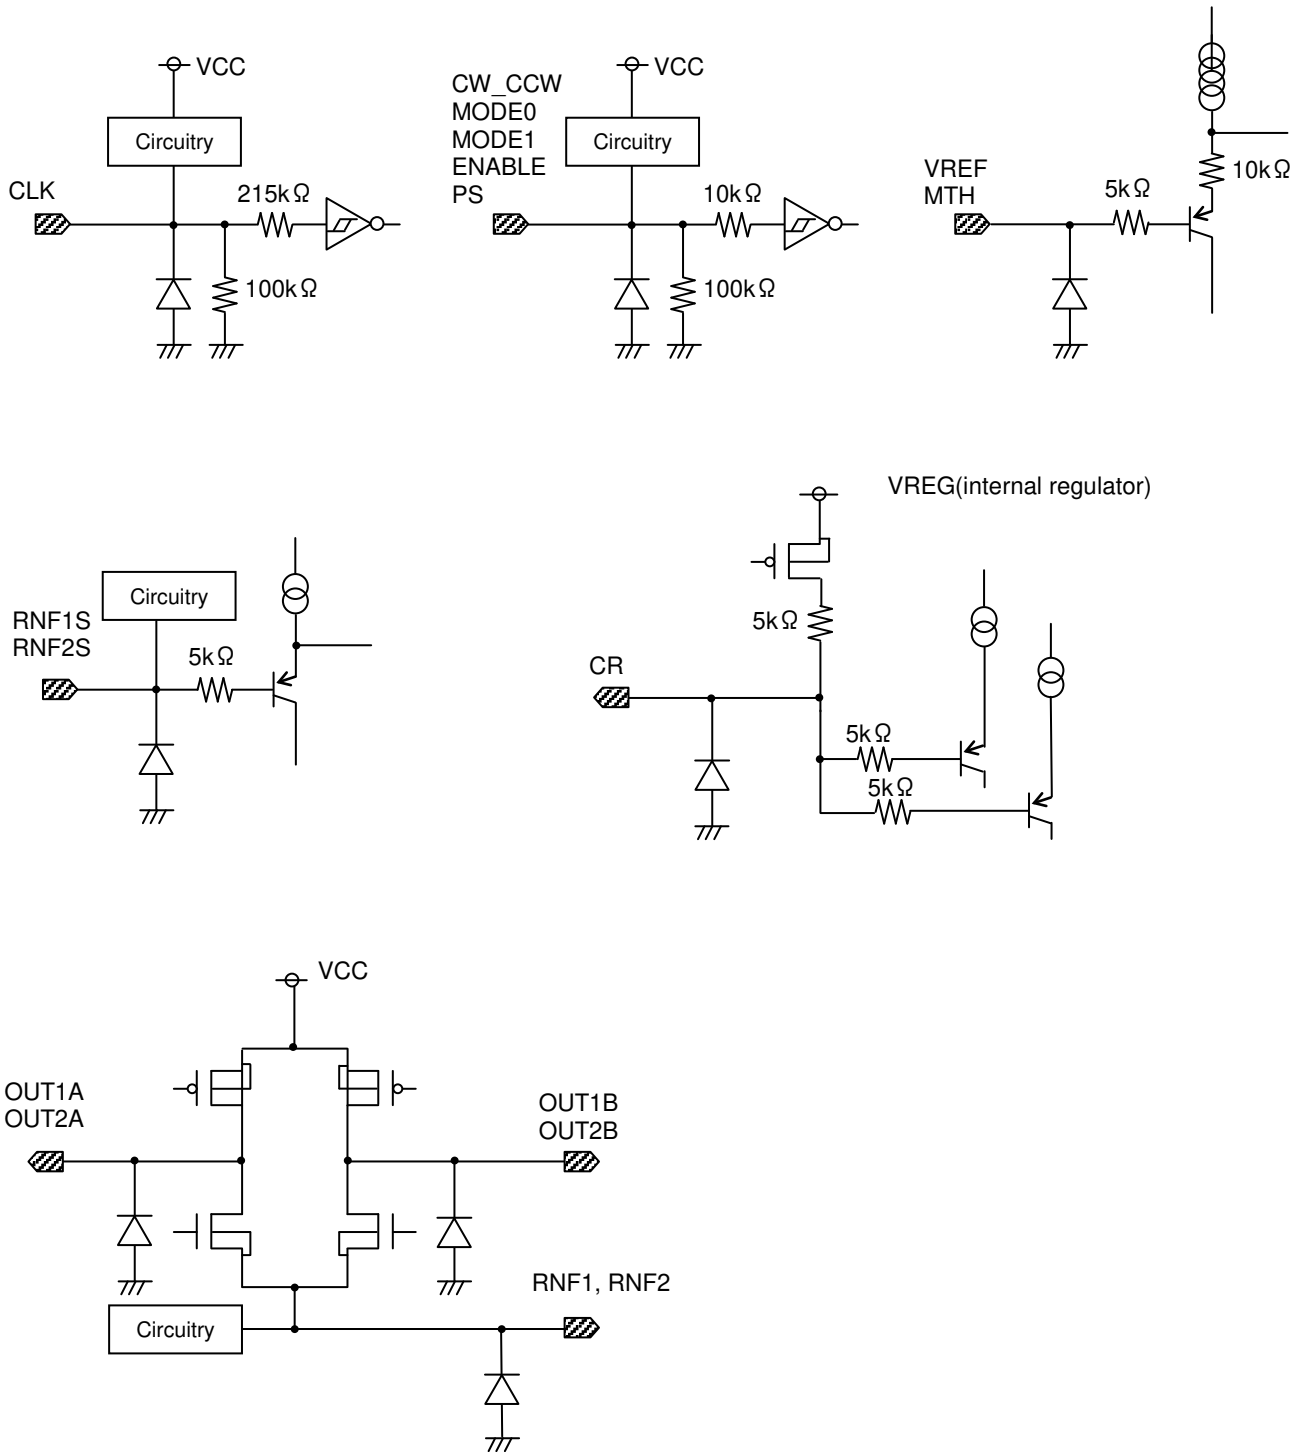 VCC
Circuitry
CLK
215kΩ
100kΩ
VCC
CW_CCW
MODE0
MODE1
ENABLE
PS
Circuitry
10kΩ
100kΩ
VREF
MTH
5kΩ
10kΩ
Circuitry
RNF1S
RNF2S
5kΩ
VREG(internal regulator)
5kΩ
CR
5kΩ
5kΩ
VCC
OUT1A
OUT2A
OUT1B
OUT2B
RNF1, RNF2
Circuitry